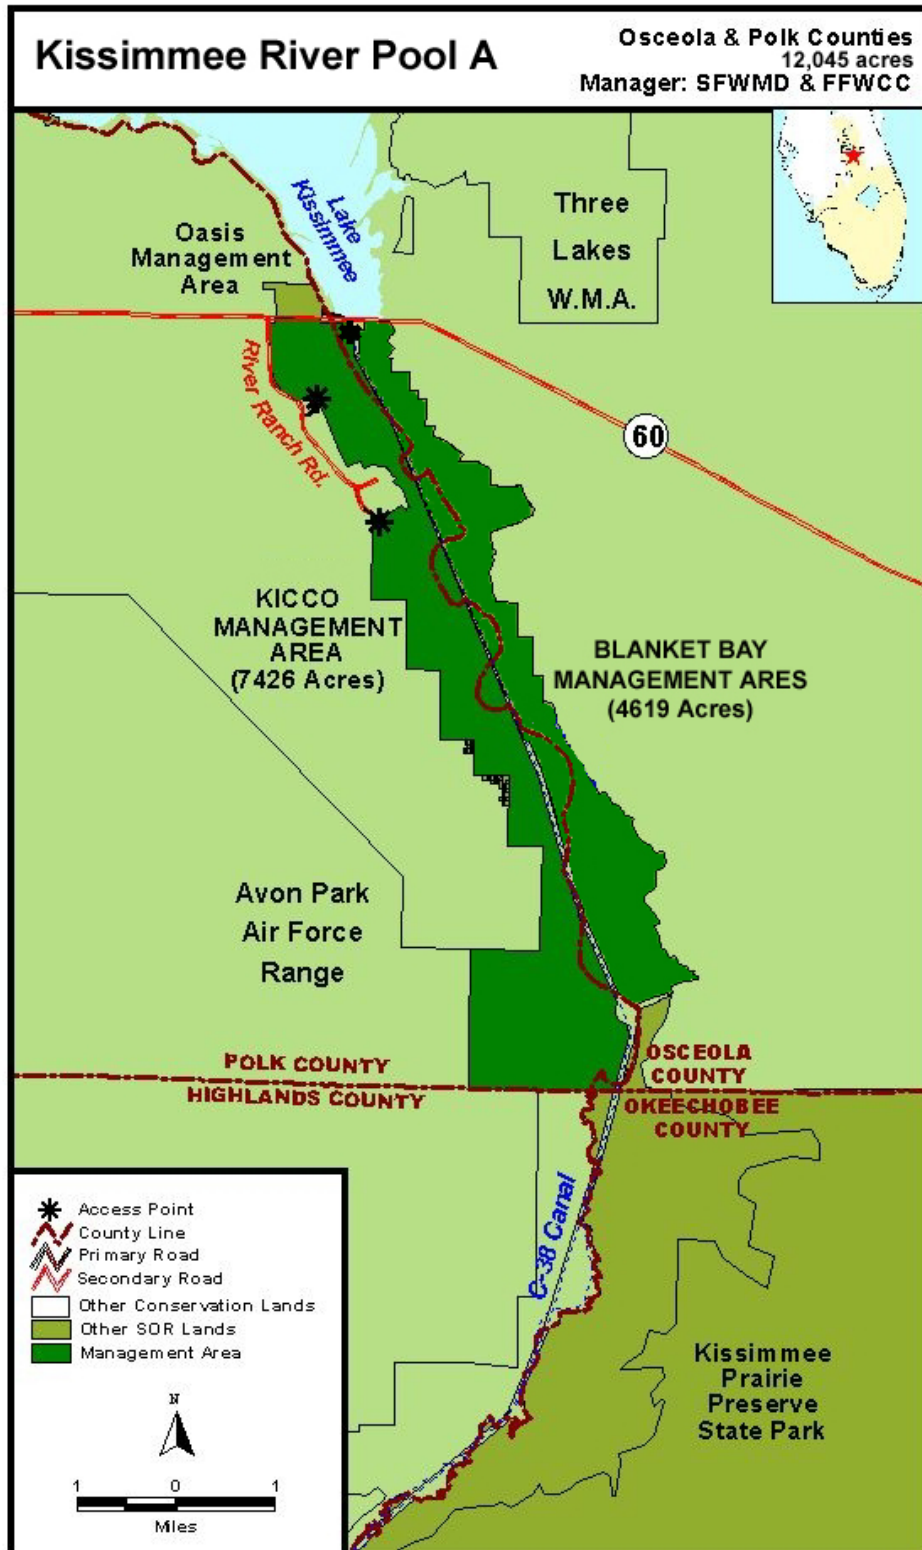 Kissimmee River Pool A
Osceola & Polk Counties
12,045 acres
Manager: SFWMD & FFWCC
Lake
Kissimmee
Three
Lakes
W.M.A.
Oasis
Management
Area
River Ranch Rd.
60
KICCO
MANAGEMENT
AREA
(7426 Acres)
BLANKET BAY
MANAGEMENT ARES
(4619 Acres)
Avon Park
Air Force
Range
POLK COUNTY
HIGHLANDS COUNTY
OSCEOLA
COUNTY
OKEECHOBEE
COUNTY
C-38 Canal
Kissimmee
Prairie
Preserve
State Park
Access Point
County Line
Primary Road
Secondary Road
Other Conservation Lands
Other SOR Lands
Management Area
N
1 0 1
Miles